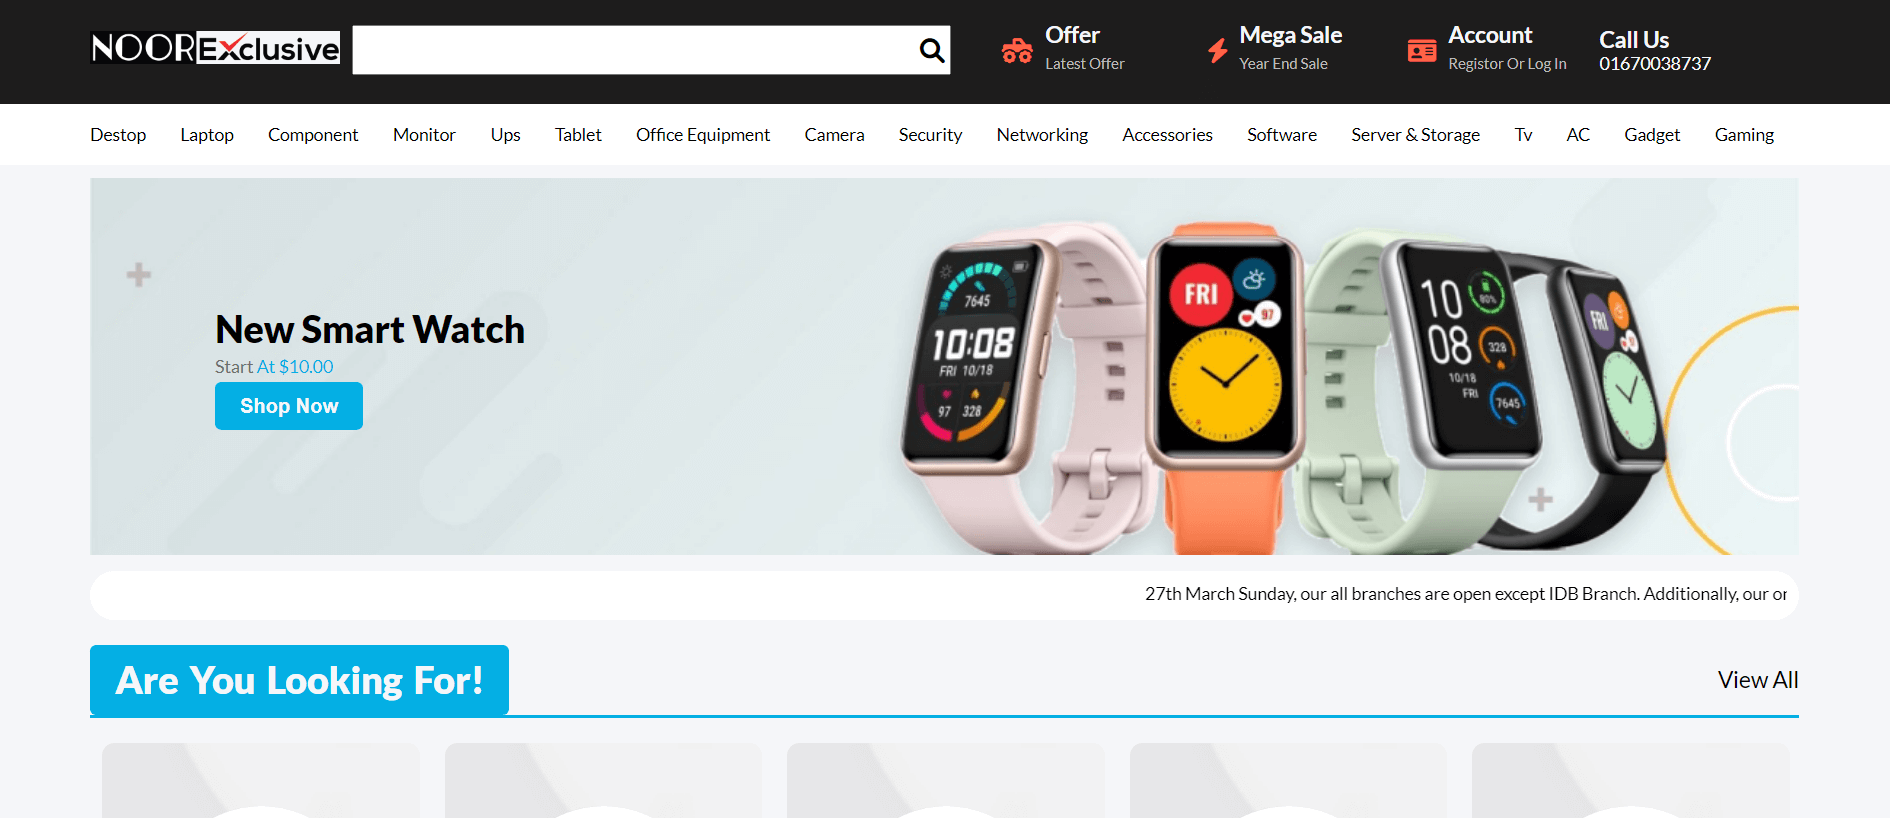 NOORExclusive
Offer
Latest Offer
Mega Sale
Year End Sale
Account
Registor Or Log In
Call Us
01670038737
Destop Laptop Component Monitor Ups Tablet Office Equipment Camera Security Networking Accessories Software Server & Storage Tv AC Gadget Gaming
New Smart Watch
Start At $10.00
Shop Now
7645
10:08
FRI 10/18
97 328
FRI
97
10
08
80%
328
10/18
FRI
7645
FRI
27th March Sunday, our all branches are open except IDB Branch. Additionally, our or
Are You Looking For!
View All